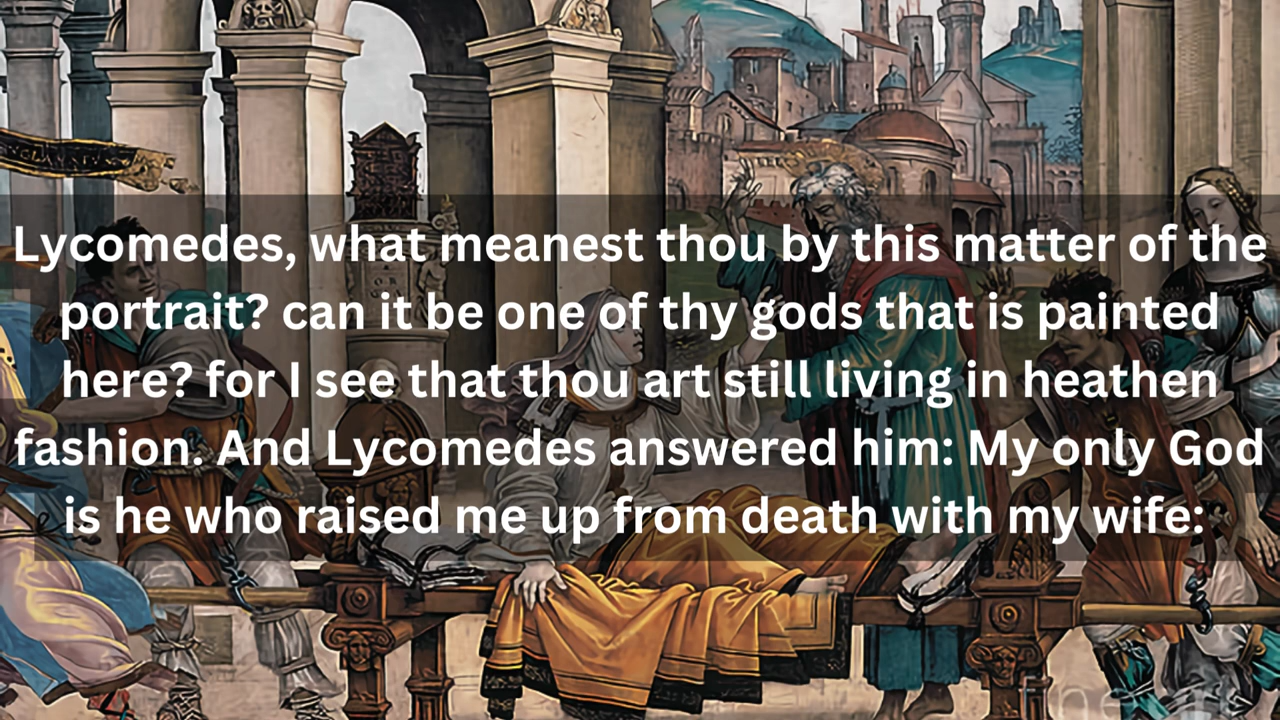 Lycomedes, what meanest thou by this matter of the
portrait? can it be one of thy gods that is painted
here? for I see that thou art still living in heathen
fashion. And Lycomedes answered him: My only God
is he who raised me up from death with my wife: